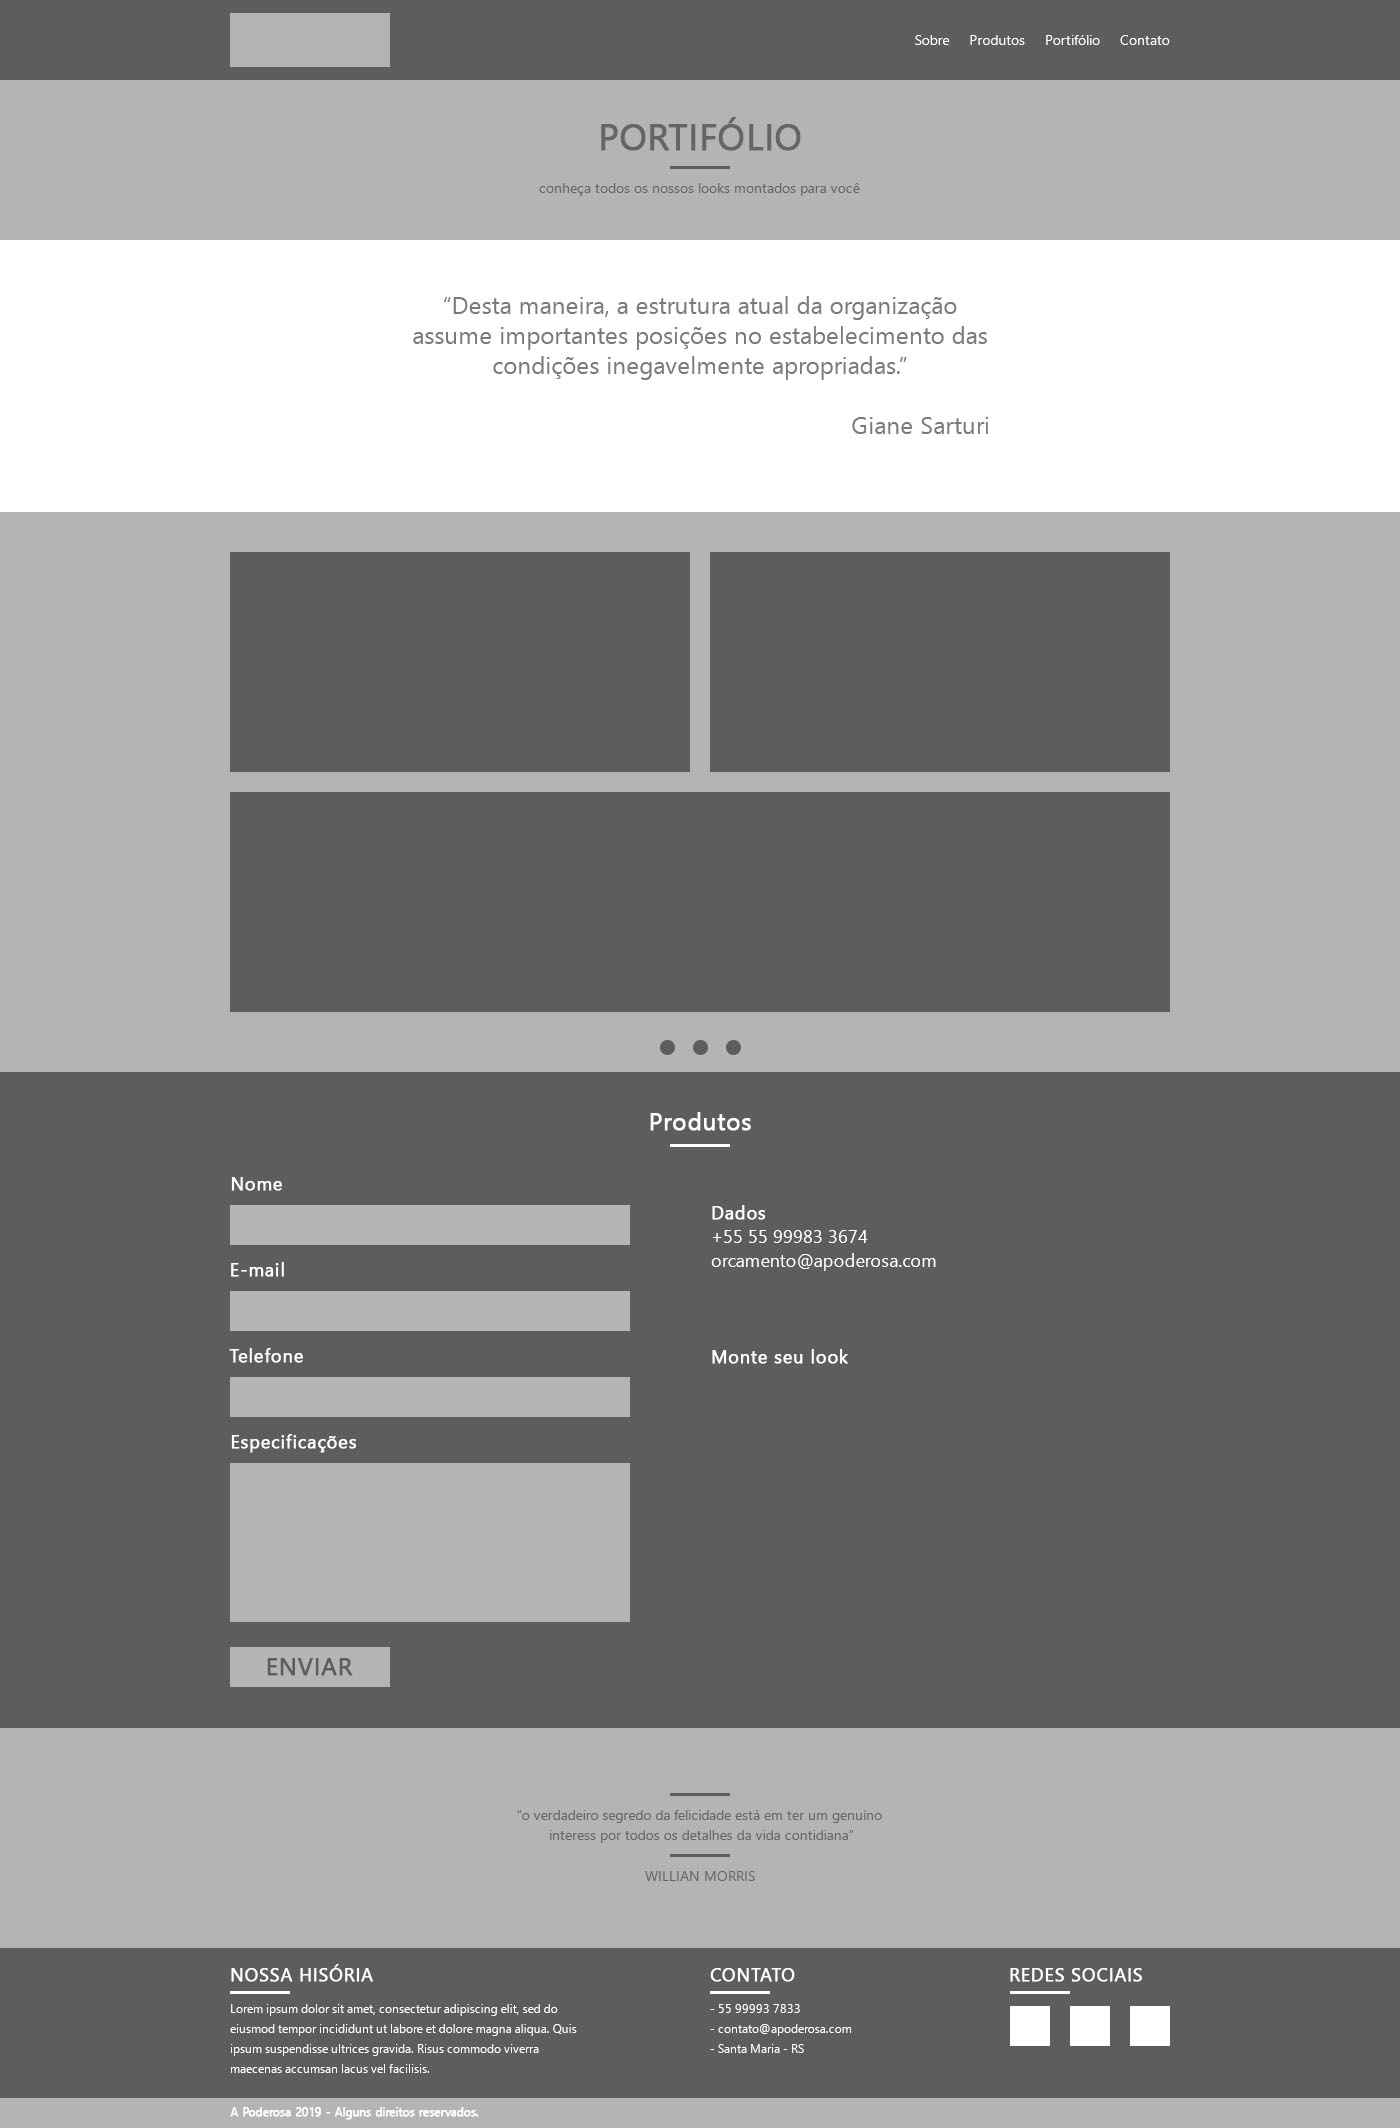 Sobre Produtos Portifólio Contato
PORTIFÓLIO
conheça todos os nossos looks montados para você
“Desta maneira, a estrutura atual da organização
assume importantes posições no estabelecimento das
condições inegavelmente apropriadas.”
Giane Sarturi
Produtos
Nome
E-mail
Telefone
Especificações
ENVIAR
Dados
+55 55 99983 3674
orcamento@apoderosa.com
Monte seu look
“o verdadeiro segredo da felicidade está em ter um genuíno
interess por todos os detalhes da vida contidiana”
WILLIAN MORRIS
NOSSA HISÓRIA
Lorem ipsum dolor sit amet, consectetur adipiscing elit, sed do
eiusmod tempor incididunt ut labore et dolore magna aliqua. Quis
ipsum suspendisse ultrices gravida. Risus commodo viverra
maecenas accumsan lacus vel facilisis.
CONTATO
- 55 99993 7833
- contato@apoderosa.com
- Santa Maria - RS
REDES SOCIAIS
A Poderosa 2019 - Alguns direitos reservados.